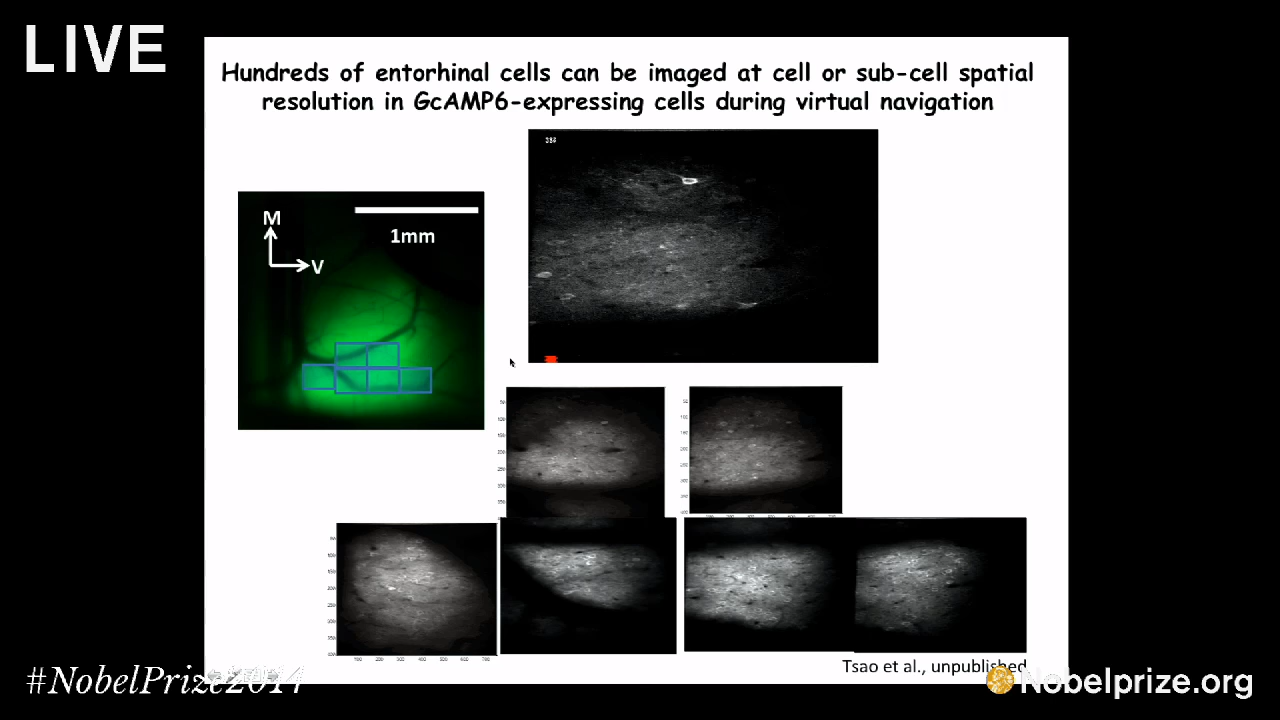 LIVE
Hundreds of entorhinal cells can be imaged at cell or sub-cell spatial
resolution in GcAMP6-expressing cells during virtual navigation
M
1mm
V
Tsao et al., unpublished
#NobelPrize2014
Nobelprize.org